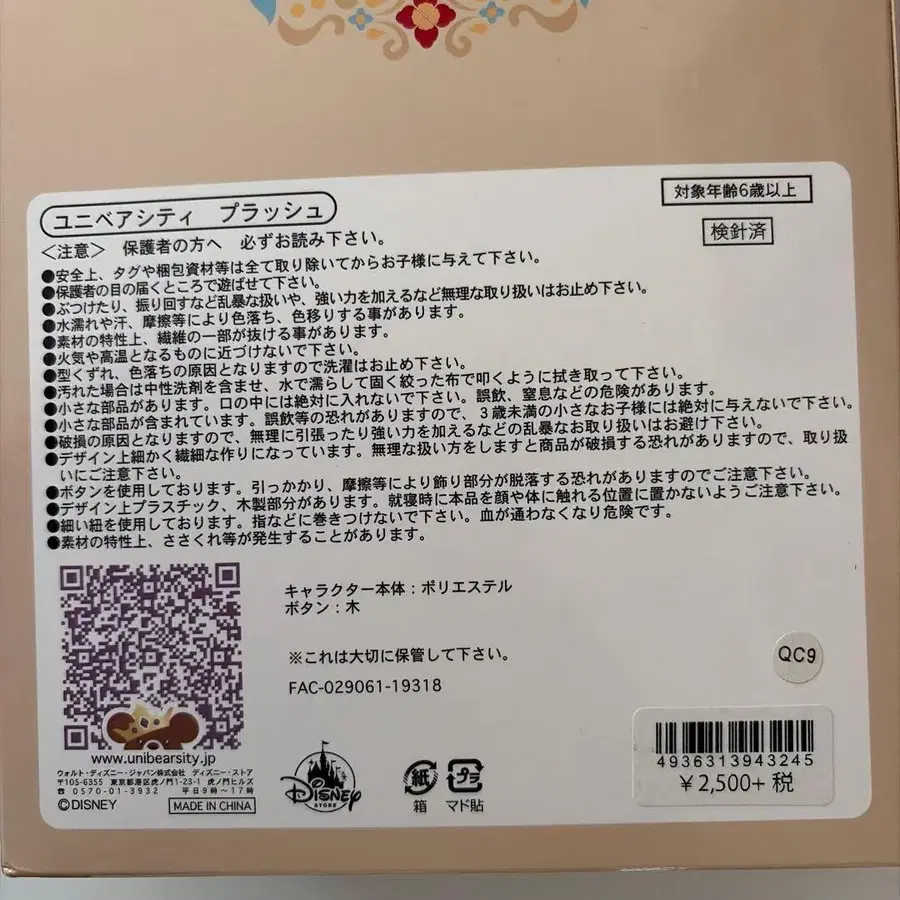 対象年齢6歳以上
ユニベアシティ プラッシュ
検針済
＜注意＞ 保護者の方へ 必ずお読み下さい。
●安全上、タグや梱包資材等は全て取り除いてからお子様に与えて下さい。
●保護者の目の届くところで遊ばせて下さい。
●ぶつけたり、振り回すなど乱暴な扱いや、強い力を加えるなど無理な取り扱いはお止め下さい。
●水濡れや汗、摩擦等により色落ち、色移りする事があります。
●素材の特性上、繊維の一部が抜ける事があります。
●火気や高温となるものに近づけないで下さい。
●型くずれ、色落ちの原因となりますので洗濯はお止め下さい。
●汚れた場合は中性洗剤を含ませ、水で濡らして固く絞った布で叩くように拭き取って下さい。
●小さな部品があります。口の中には絶対に入れないで下さい。誤飲、窒息などの危険があります。
●小さな部品が含まれています。誤飲等の恐れがありますので、３歳未満の小さなお子様には絶対に与えないで下さい。
●破損の原因となりますので、無理に引張ったり強い力を加えるなどの乱暴なお取り扱いはお避け下さい。
●デザイン上細かく繊細な作りになっています。無理な扱い方をしますと商品が破損する恐れがありますので、取り扱
いにご注意下さい。
●ボタンを使用しております。引っかかり、摩擦等により飾り部分が脱落する恐れがありますのでご注意下さい。
●デザイン上プラスチック、木製部分があります。就寝時に本品を顔や体に触れる位置に置かないようご注意下さい。
●細い紐を使用しております。指などに巻きつけないで下さい。血が通わなくなり危険です。
●素材の特性上、ささくれ等が発生することがあります。
キャラクター本体：ポリエステル
ボタン：木
※これは大切に保管して下さい。
FAC-029061-19318
QC9
www.unibearsity.jp
ウォルト・ディズニー・ジャパン株式会社 ディズニー・ストア
〒105-6355 東京都港区虎ノ門1-23-1 虎ノ門ヒルズ
☎0570-01-3932 平日9時〜17時
©DISNEY
MADE IN CHINA
Disney
STORE
紙
箱
プラ
マド貼
4936313943245
￥2,500+ 税